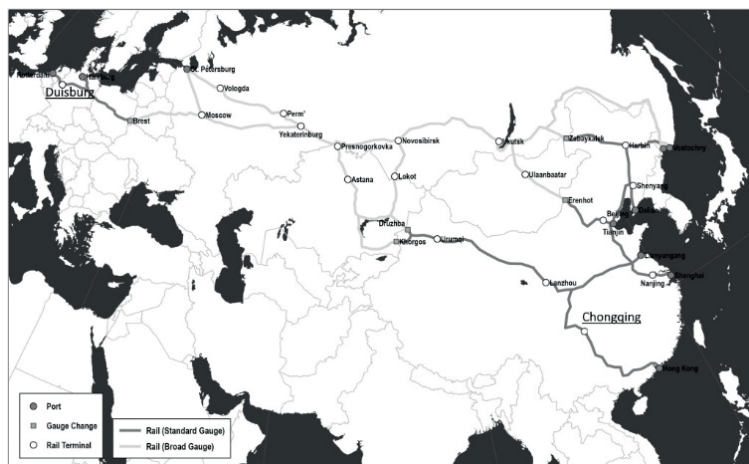 Rotterdam
Hamburg
Duisburg
St. Petersburg
Vologda
Brest
Moscow
Perm'
Yekaterinburg
Presnogorkovka
Novosibirsk
Irkutsk
Zabaykalsk
Harbin
Vostochny
Astana
Lokot
Ulaanbaatar
Shenyang
Erenhot
Beijing
Dalian
Tianjin
Druzhba
Khorgos
Urumqi
Lanzhou
Lianyungang
Nanjing
Shanghai
Chongqing
Hong Kong
Port
Gauge Change
Rail Terminal
Rail (Standard Gauge)
Rail (Broad Gauge)